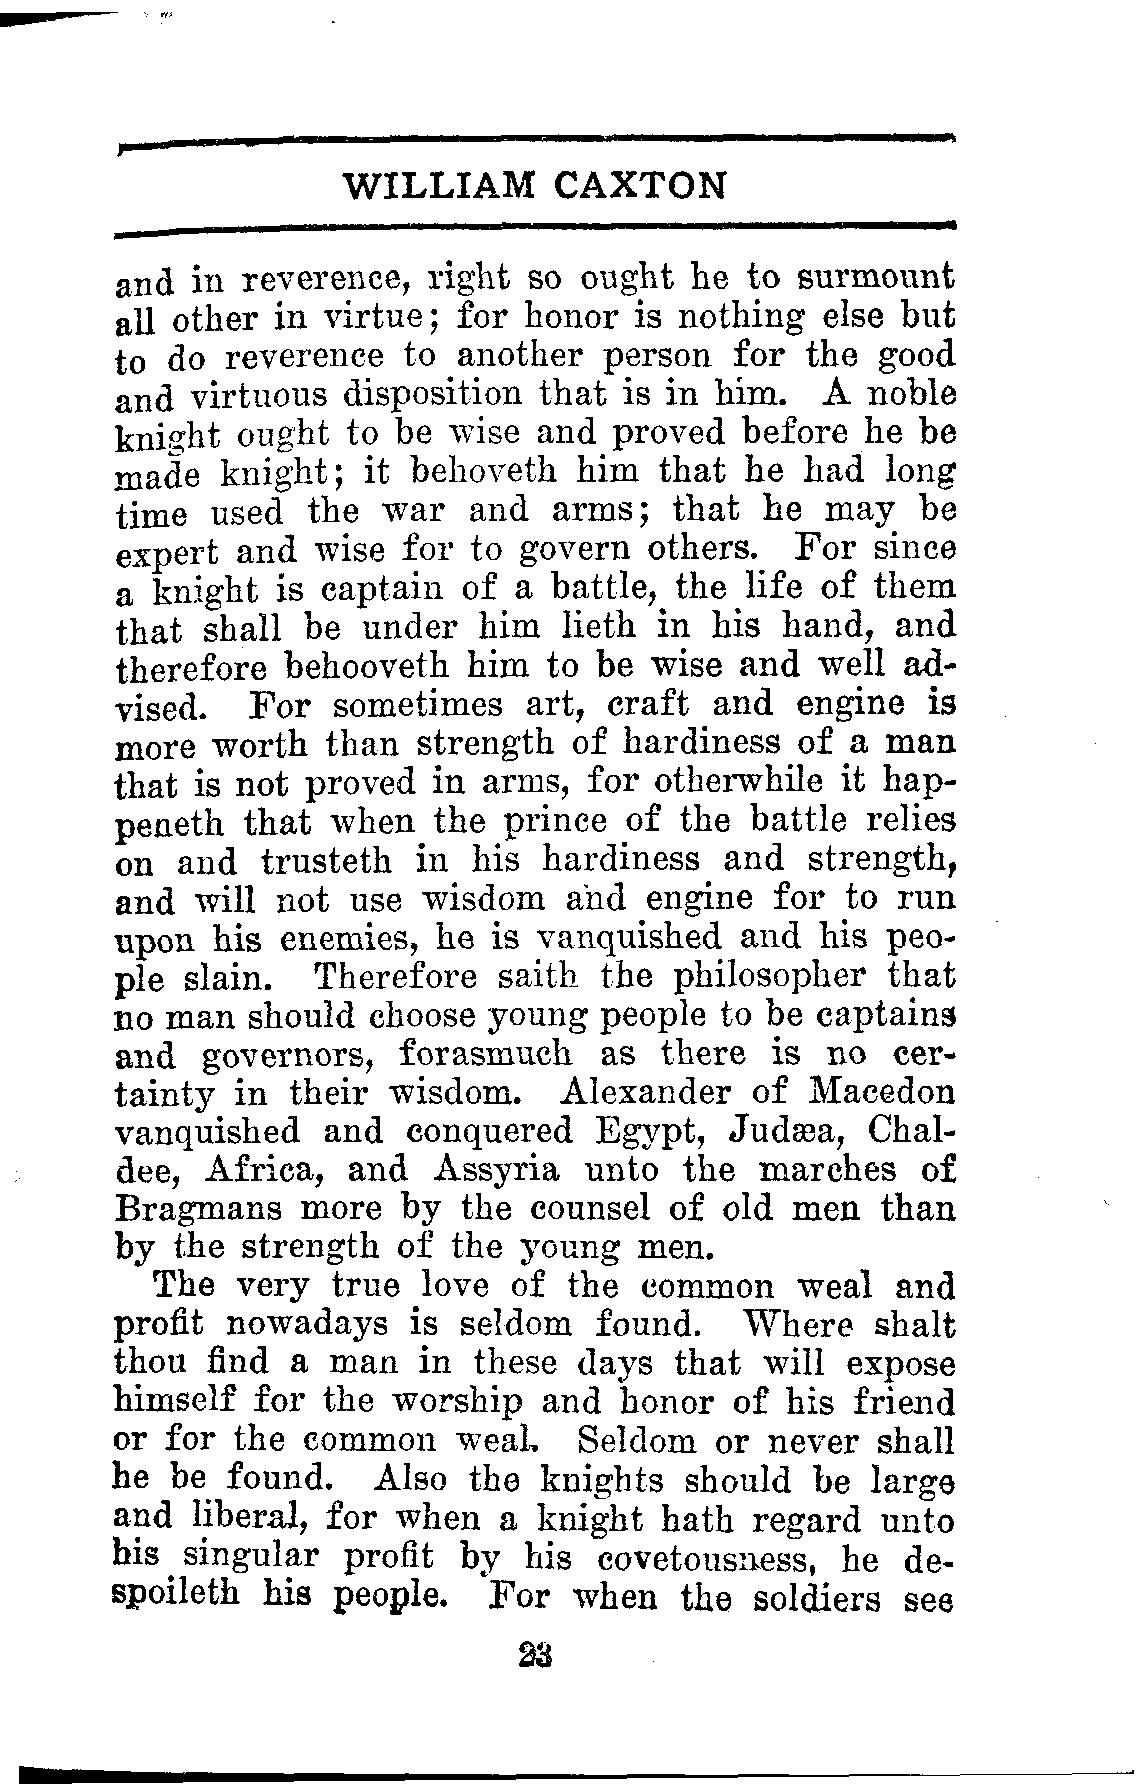 WILLIAM CAXTON
and in reverence, right so ought he to surmount
all other in virtue; for honor is nothing else but
to do reverence to another person for the good
and virtuous disposition that is in him. A noble
knight ought to be wise and proved before he be
made knight; it behoveth him that he had long
time used the war and arms; that he may be
expert and wise for to govern others. For since
a knight is captain of a battle, the life of them
that shall be under him lieth in his hand, and
therefore behooveth him to be wise and well ad-
vised. For sometimes art, craft and engine is
more worth than strength of hardiness of a man
that is not proved in arms, for otherwhile it hap-
peneth that when the prince of the battle relies
on and trusteth in his hardiness and strength,
and will not use wisdom and engine for to run
upon his enemies, he is vanquished and his peo-
ple slain. Therefore saith the philosopher that
no man should choose young people to be captains
and governors, forasmuch as there is no cer-
tainty in their wisdom. Alexander of Macedon
vanquished and conquered Egypt, Judæa, Chal-
dee, Africa, and Assyria unto the marches of
Bragmans more by the counsel of old men than
by the strength of the young men.
The very true love of the common weal and
profit nowadays is seldom found. Where shalt
thou find a man in these days that will expose
himself for the worship and honor of his friend
or for the common weal. Seldom or never shall
he be found. Also the knights should be large
and liberal, for when a knight hath regard unto
his singular profit by his covetousness, he de-
spoileth his people. For when the soldiers see
23